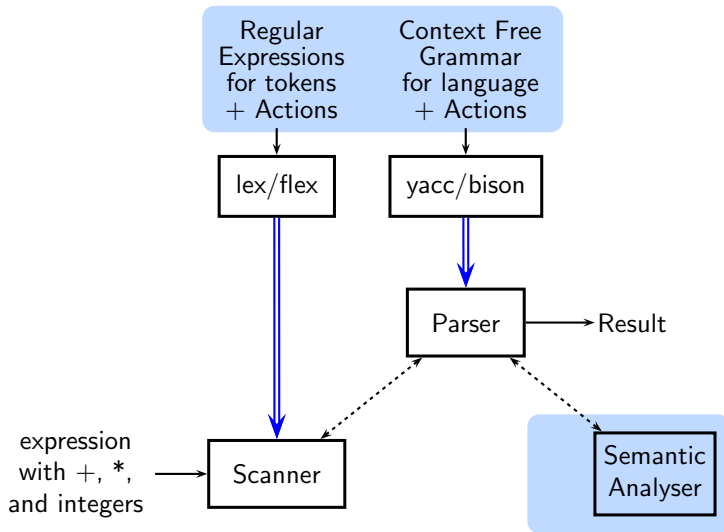 Regular
Expressions
for tokens
+ Actions
Context Free
Grammar
for language
+ Actions
lex/flex
yacc/bison
Parser
Result
expression
with +, *,
and integers
Scanner
Semantic
Analyser